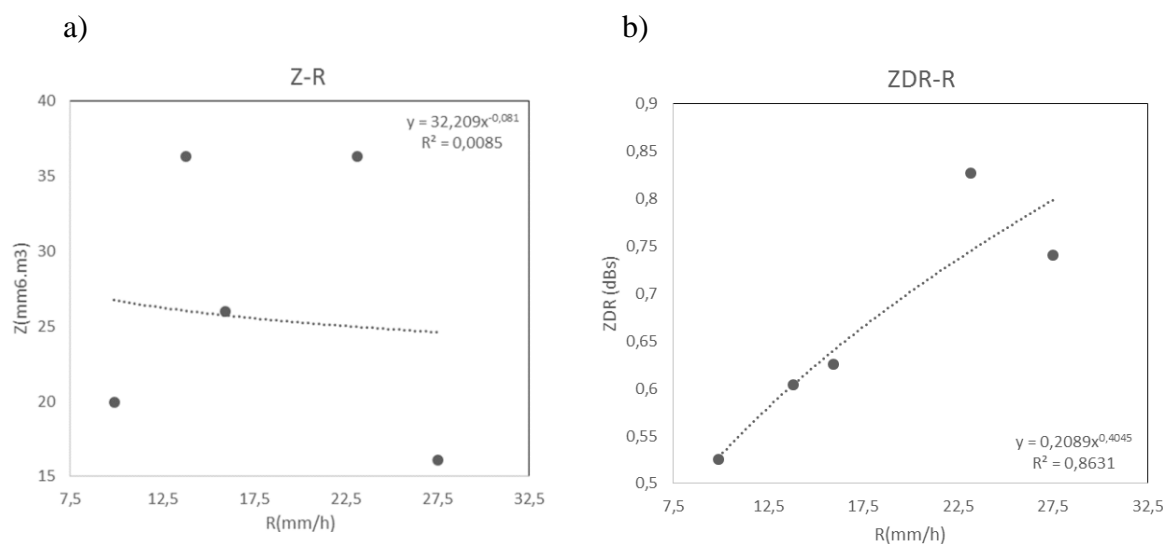 a)
Z-R
40
35
30
25
20
15
Z(mm6.m3)
y = 32,209x^-0,081
R² = 0,0085
7,5 12,5 17,5 22,5 27,5 32,5
R(mm/h)
b)
ZDR-R
0,9
0,85
0,8
0,75
0,7
0,65
0,6
0,55
0,5
ZDR (dBs)
y = 0,2089x^0,4045
R² = 0,8631
7,5 12,5 17,5 22,5 27,5 32,5
R(mm/h)